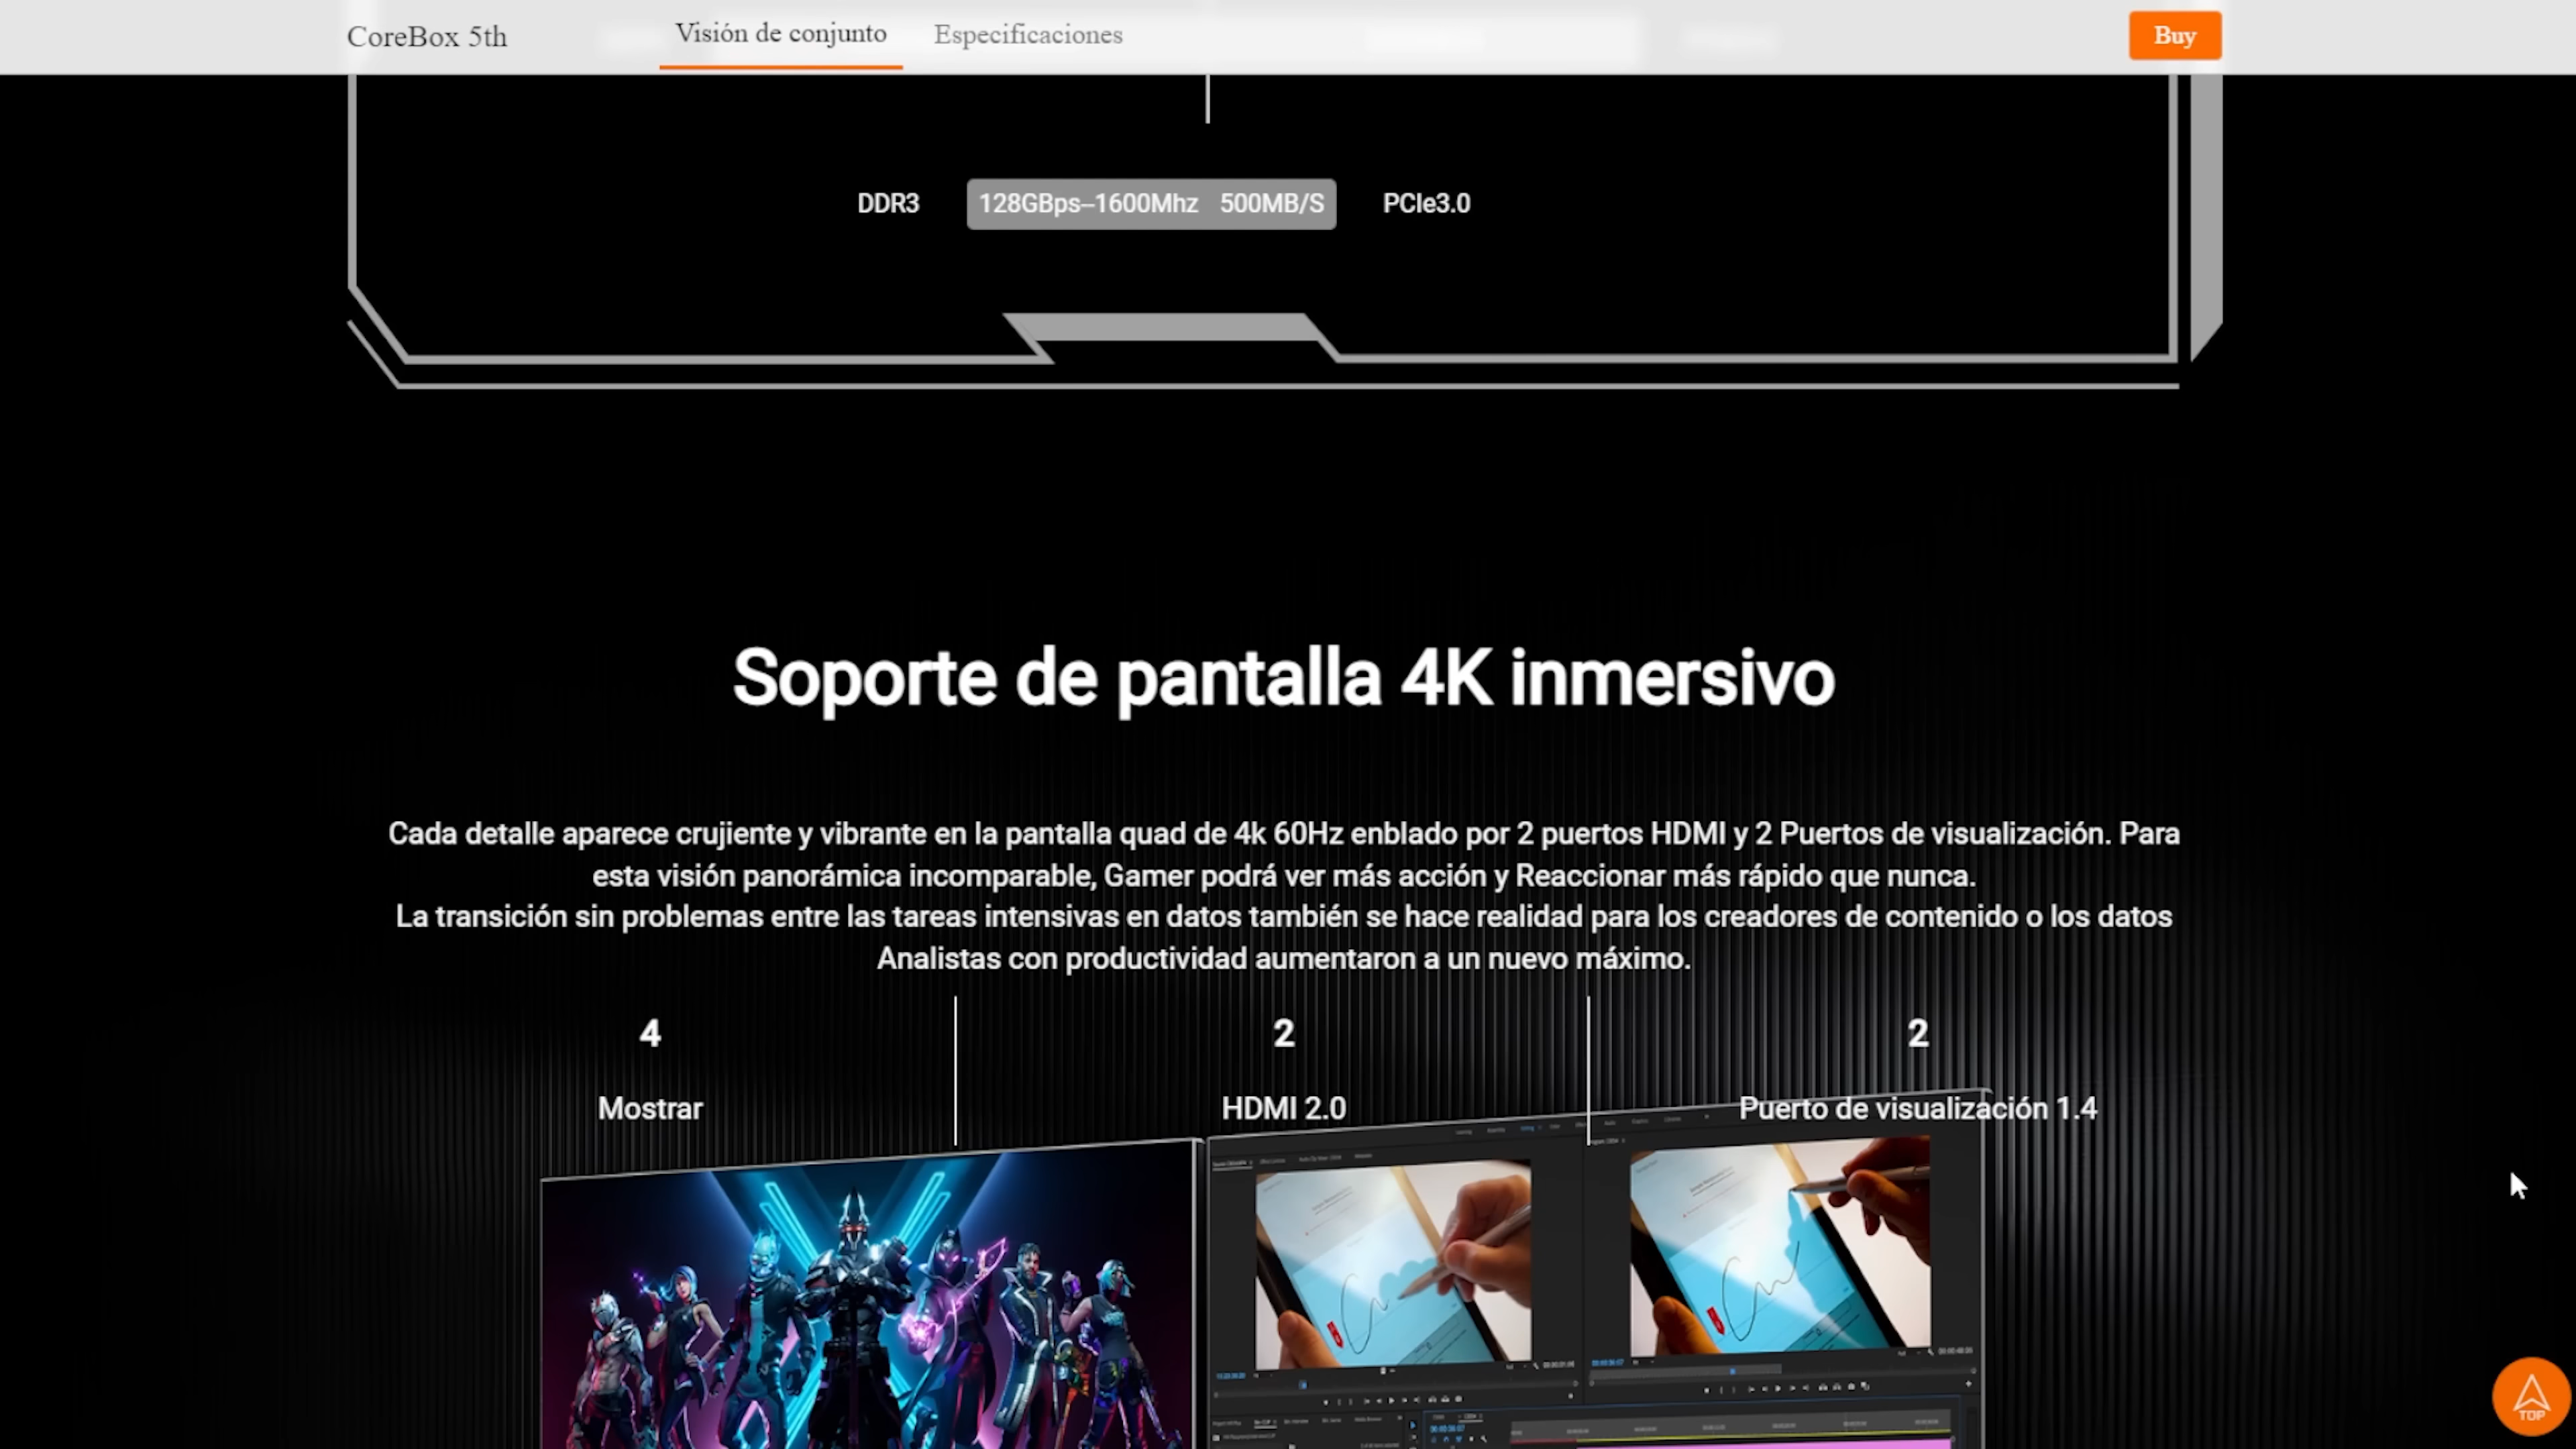 CoreBox 5th
Visión de conjunto
Especificaciones
Buy
DDR3
128GBps–1600Mhz 500MB/S
PCIe3.0
Soporte de pantalla 4K inmersivo
Cada detalle aparece crujiente y vibrante en la pantalla quad de 4k 60Hz enblado por 2 puertos HDMI y 2 Puertos de visualización. Para
esta visión panorámica incomparable, Gamer podrá ver más acción y Reaccionar más rápido que nunca.
La transición sin problemas entre las tareas intensivas en datos también se hace realidad para los creadores de contenido o los datos
Analistas con productividad aumentaron a un nuevo máximo.
4
2
2
Mostrar
HDMI 2.0
Puerto de visualización 1.4
TOP